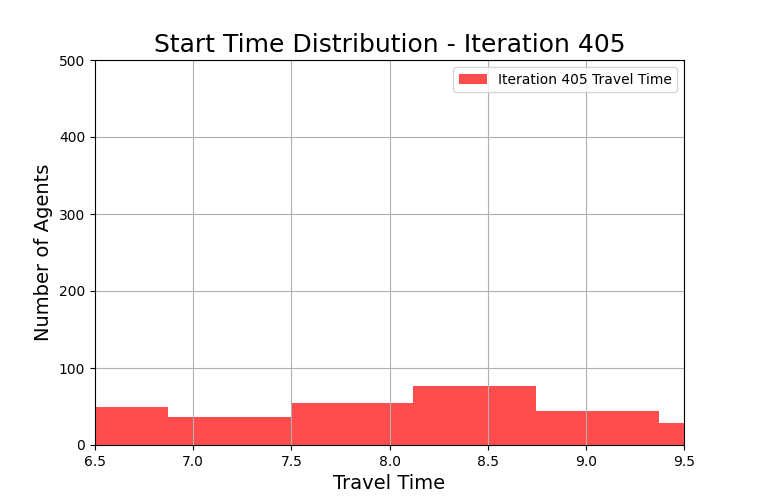 Start Time Distribution - Iteration 405
Iteration 405 Travel Time
Number of Agents
500
400
300
200
100
0
6.5 7.0 7.5 8.0 8.5 9.0 9.5
Travel Time